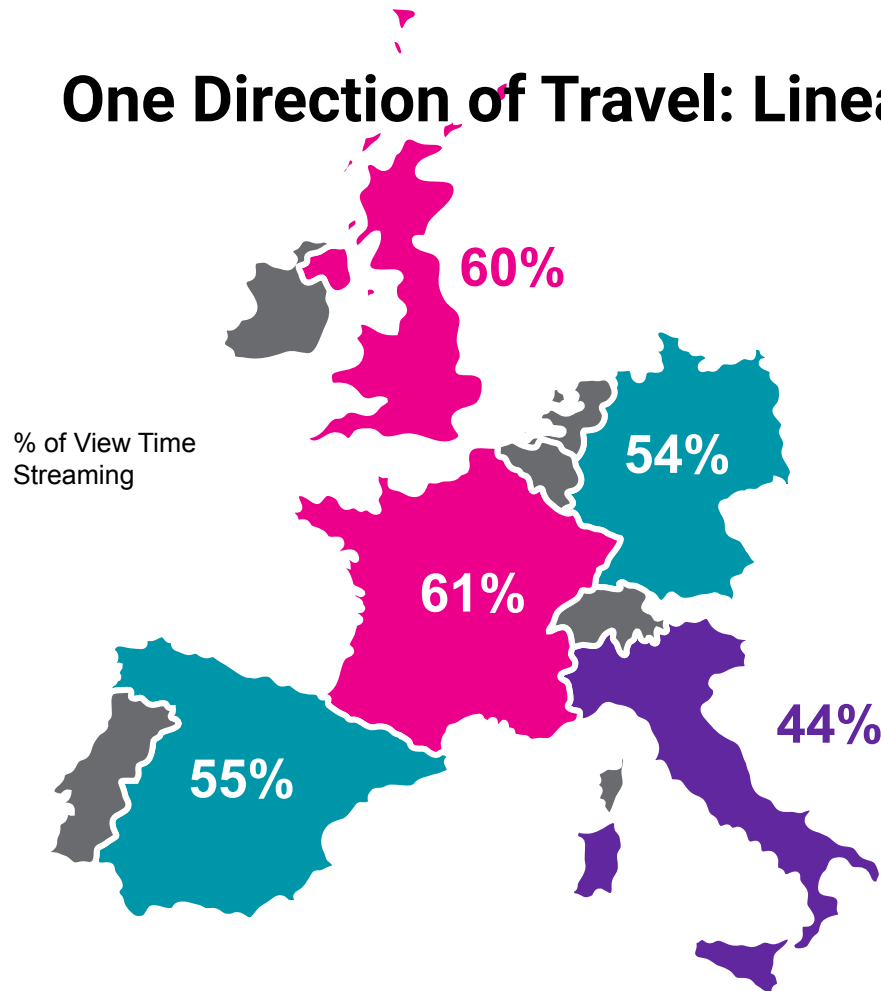 One Direction of Travel: Linea
60%
% of View Time
Streaming
54%
61%
44%
55%